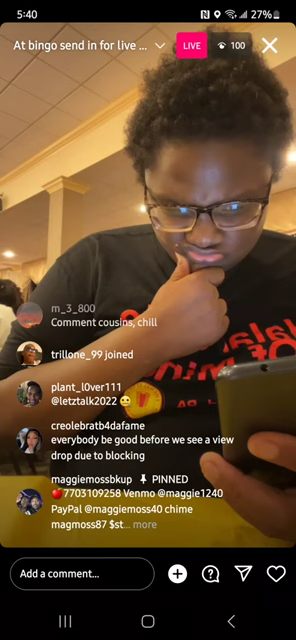 5:40
27%
At bingo send in for live ...
LIVE
100
m_3_800
Comment cousins, chill
trillone_99 joined
plant_l0ver111
@letztalk2022
creolebratb4dafame
everybody be good before we see a view
drop due to blocking
maggiemossbkup PINNED
7703109258 Venmo @maggie1240
PayPal @maggiemoss40 chime
magmoss87 $st... more
Add a comment...